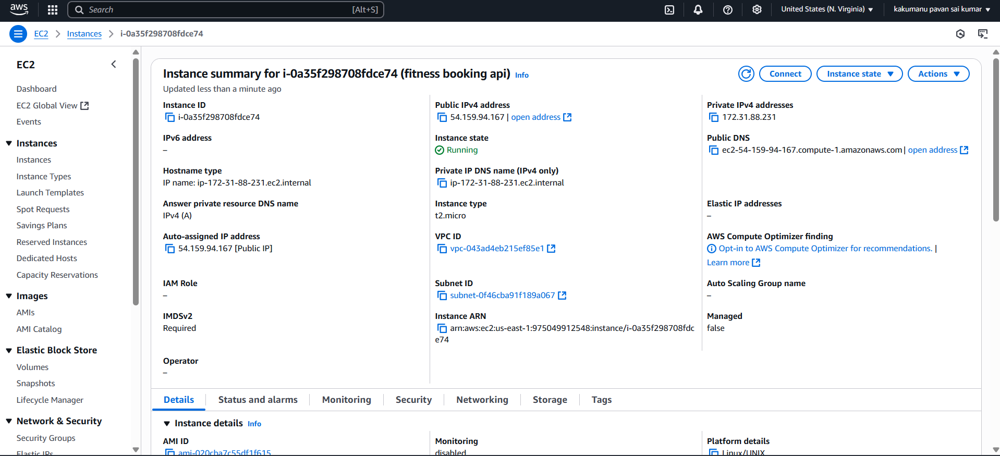 aws
Search
[Alt+S]
United States (N. Virginia)
kakumanu pavan sai kumar
EC2
Instances
i-0a35f298708fdce74
EC2
Dashboard
EC2 Global View
Events
Instances
Instances
Instance Types
Launch Templates
Spot Requests
Savings Plans
Reserved Instances
Dedicated Hosts
Capacity Reservations
Images
AMIs
AMI Catalog
Elastic Block Store
Volumes
Snapshots
Lifecycle Manager
Network & Security
Security Groups
Elastic IPs
Instance summary for i-0a35f298708fdce74 (fitness booking api) Info
Updated less than a minute ago
Connect
Instance state
Actions
Instance ID
i-0a35f298708fdce74
Public IPv4 address
54.159.94.167 | open address
Private IPv4 addresses
172.31.88.231
IPv6 address
–
Instance state
Running
Public DNS
ec2-54-159-94-167.compute-1.amazonaws.com | open address
Hostname type
IP name: ip-172-31-88-231.ec2.internal
Private IP DNS name (IPv4 only)
ip-172-31-88-231.ec2.internal
Answer private resource DNS name
IPv4 (A)
Instance type
t2.micro
Elastic IP addresses
–
Auto-assigned IP address
54.159.94.167 [Public IP]
VPC ID
vpc-043ad4eb215ef85e1
AWS Compute Optimizer finding
Opt-in to AWS Compute Optimizer for recommendations. |
Learn more
IAM Role
–
Subnet ID
subnet-0f46cba91f189a067
Auto Scaling Group name
–
IMDSv2
Required
Instance ARN
arn:aws:ec2:us-east-1:975049912548:instance/i-0a35f298708fdc
e74
Managed
false
Operator
–
Details
Status and alarms
Monitoring
Security
Networking
Storage
Tags
Instance details Info
AMI ID
ami-020cba7c55df1f615
Monitoring
disabled
Platform details
Linux/UNIX